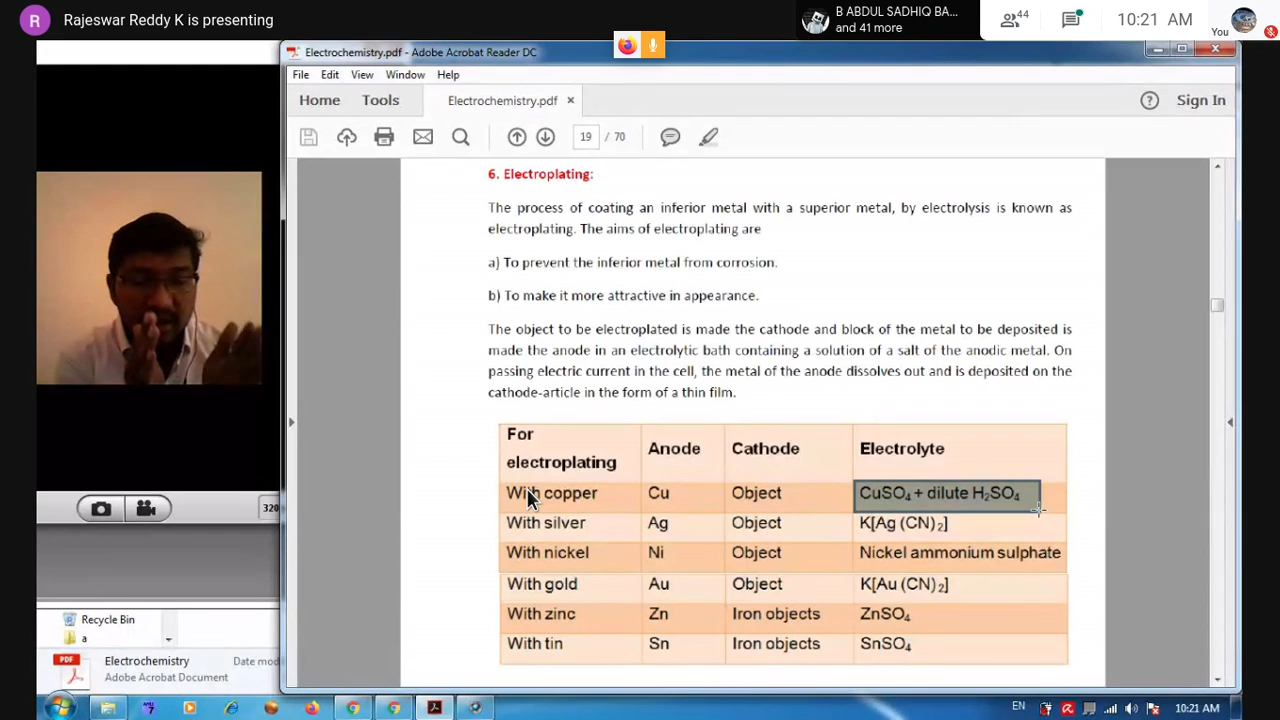 R Rajeswar Reddy K is presenting
B ABDUL SADHIQ BA...
and 41 more
44
10:21 AM
You
Electrochemistry.pdf - Adobe Acrobat Reader DC
File Edit View Window Help
Home Tools Electrochemistry.pdf × Sign In
19 / 70
6. Electroplating:
The process of coating an inferior metal with a superior metal, by electrolysis is known as
electroplating. The aims of electroplating are
a) To prevent the inferior metal from corrosion.
b) To make it more attractive in appearance.
The object to be electroplated is made the cathode and block of the metal to be deposited is
made the anode in an electrolytic bath containing a solution of a salt of the anodic metal. On
passing electric current in the cell, the metal of the anode dissolves out and is deposited on the
cathode-article in the form of a thin film.
For electroplating Anode Cathode Electrolyte
With copper Cu Object CuSO₄ + dilute H₂SO₄
With silver Ag Object K[Ag (CN)₂]
With nickel Ni Object Nickel ammonium sulphate
With gold Au Object K[Au (CN)₂]
With zinc Zn Iron objects ZnSO₄
With tin Sn Iron objects SnSO₄
320
Recycle Bin
a
PDF Electrochemistry Date mod
Adobe Acrobat Document
EN 10:21 AM